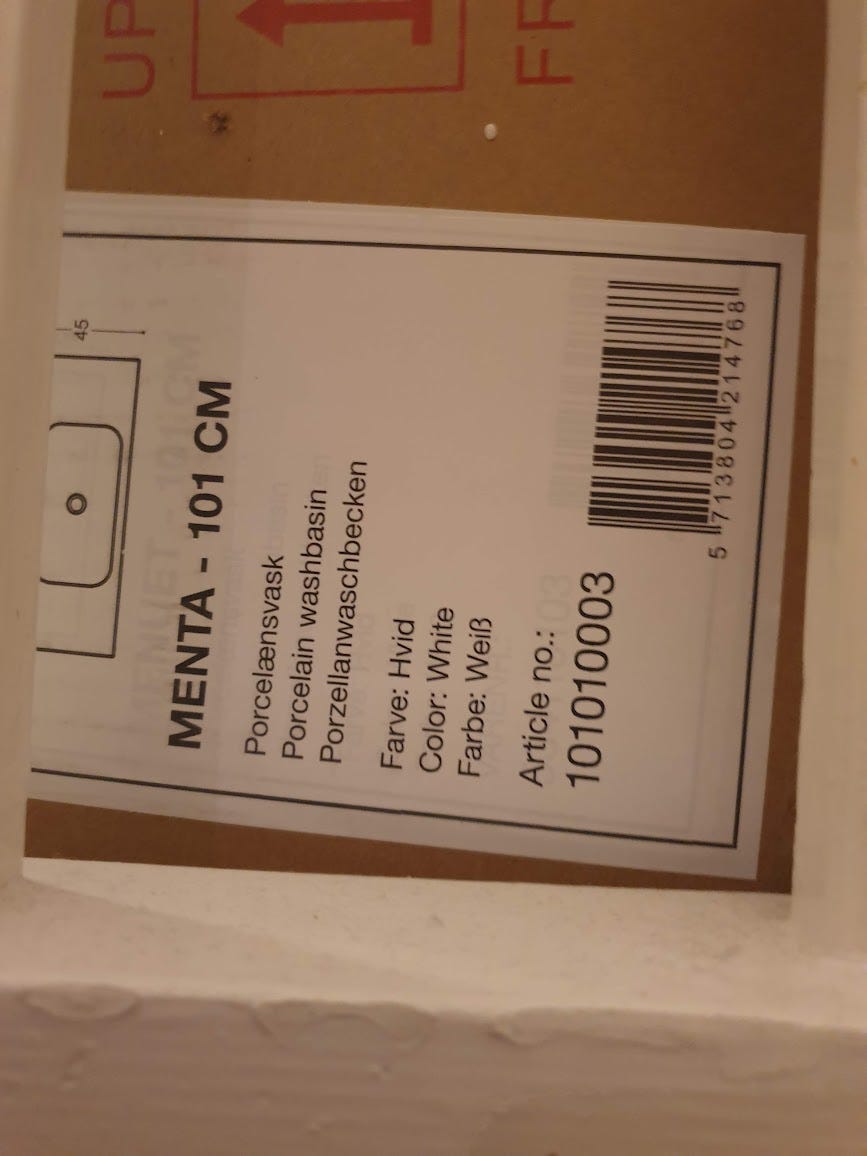 UP
FR
45
MENTA - 101 CM
Porcelænsvask
Porcelain washbasin
Porzellanwaschbecken
Farve: Hvid
Color: White
Farbe: Weiß
Article no.:
101010003
5 713804 214768